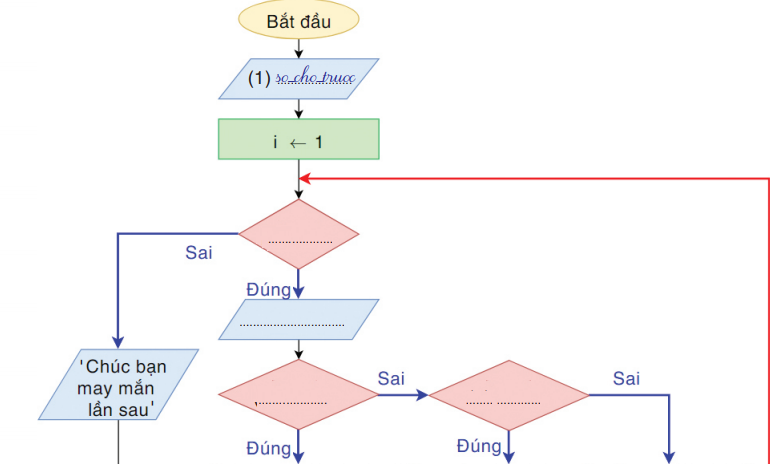 Bắt đầu
(1) so_cho_truoc
i ← 1
Sai
Đúng
'Chúc bạn
may mắn
lần sau'
Sai
Sai
Đúng
Đúng